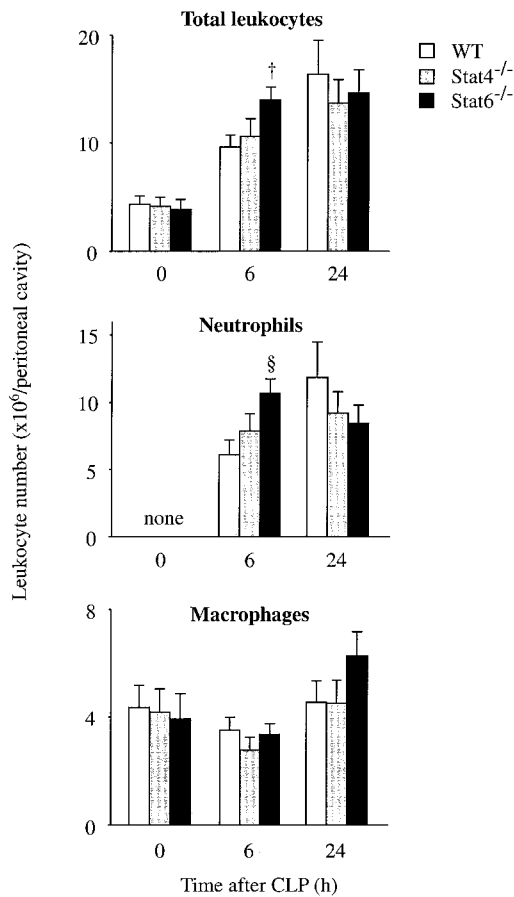 Total leukocytes
WT
Stat4-/-
Stat6-/-
20
10
0
†
0 6 24
Leukocyte number (x10⁶/peritoneal cavity)
Neutrophils
15
10
5
0
§
none
0 6 24
Macrophages
8
4
0
0 6 24
Time after CLP (h)